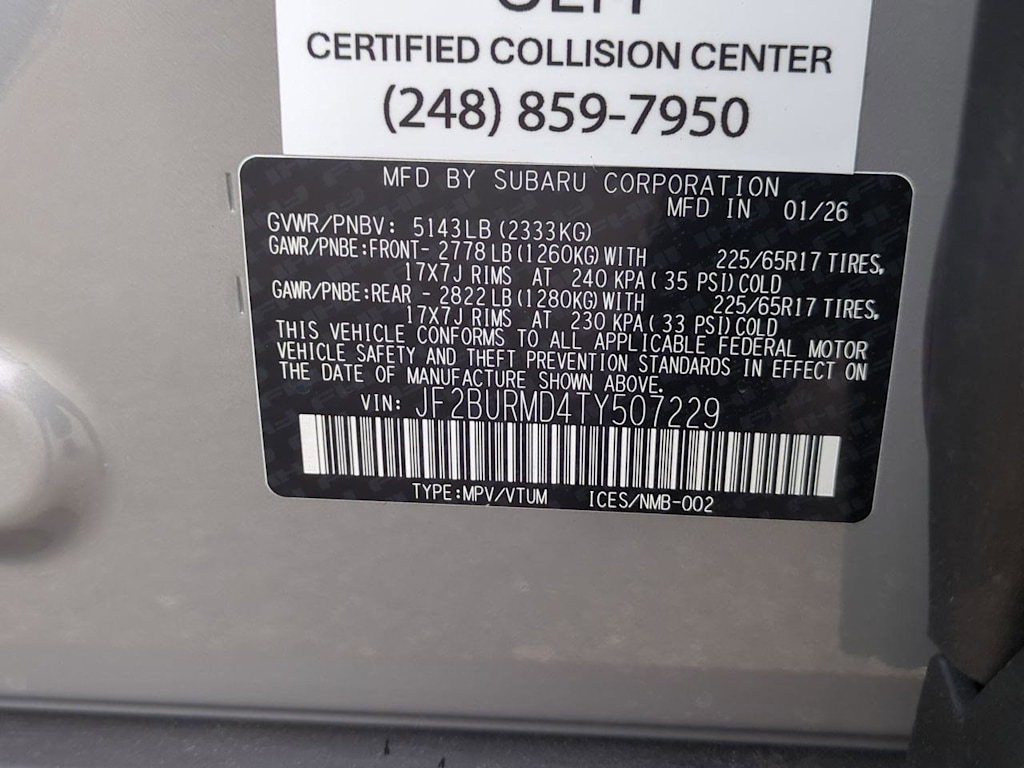 CERTIFIED COLLISION CENTER
(248) 859-7950
MFD BY SUBARU CORPORATION
MFD IN 01/26
GVWR/PNBV: 5143LB(2333KG)
GAWR/PNBE:FRONT- 2778LB(1260KG)WITH 225/65R17 TIRES,
17X7J RIMS AT 240 KPA( 35 PSI)COLD
GAWR/PNBE:REAR - 2822LB(1280KG)WITH 225/65R17 TIRES,
17X7J RIMS AT 230 KPA( 33 PSI)COLD
THIS VEHICLE CONFORMS TO ALL APPLICABLE FEDERAL MOTOR
VEHICLE SAFETY AND THEFT PREVENTION STANDARDS IN EFFECT ON
THE DATE OF MANUFACTURE SHOWN ABOVE.
VIN: JF2BURMD4TY507229
TYPE:MPV/VTUM ICES/NMB-002